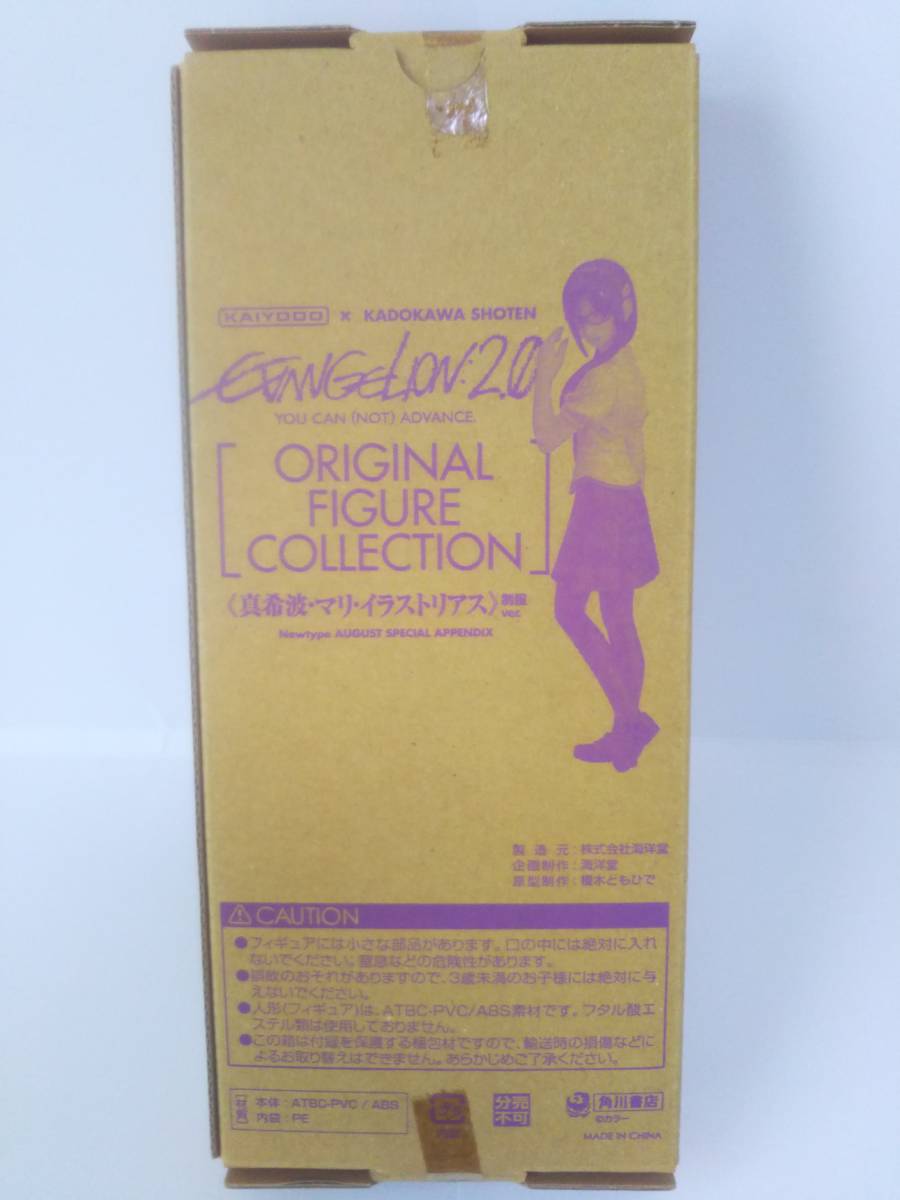 KAIYODO × KADOKAWA SHOTEN
EVANGELION:2.0
YOU CAN (NOT) ADVANCE.
ORIGINAL
FIGURE
COLLECTION
《真希波・マリ・イラストリアス》制服ver.
Newtype AUGUST SPECIAL APPENDIX
製造元：株式会社海洋堂
企画制作：海洋堂
原型制作：榎木ともひで
⚠ CAUTION
●フィギュアには小さな部品があります。口の中には絶対に入れ
ないでください。窒息などの危険性があります。
●誤飲のおそれがありますので、3歳未満のお子様には絶対に与
えないでください。
●人形(フィギュア)は、ATBC-PVC/ABS素材です。フタル酸エ
ステル類は使用しておりません。
●この箱は付録を保護する梱包材ですので、輸送時の損傷などに
よるお取り替えはできません。あらかじめご了承ください。
[材質] 本体：ATBC-PVC / ABS
内袋：PE
分売
不可
角川書店
©カラー
MADE IN CHINA